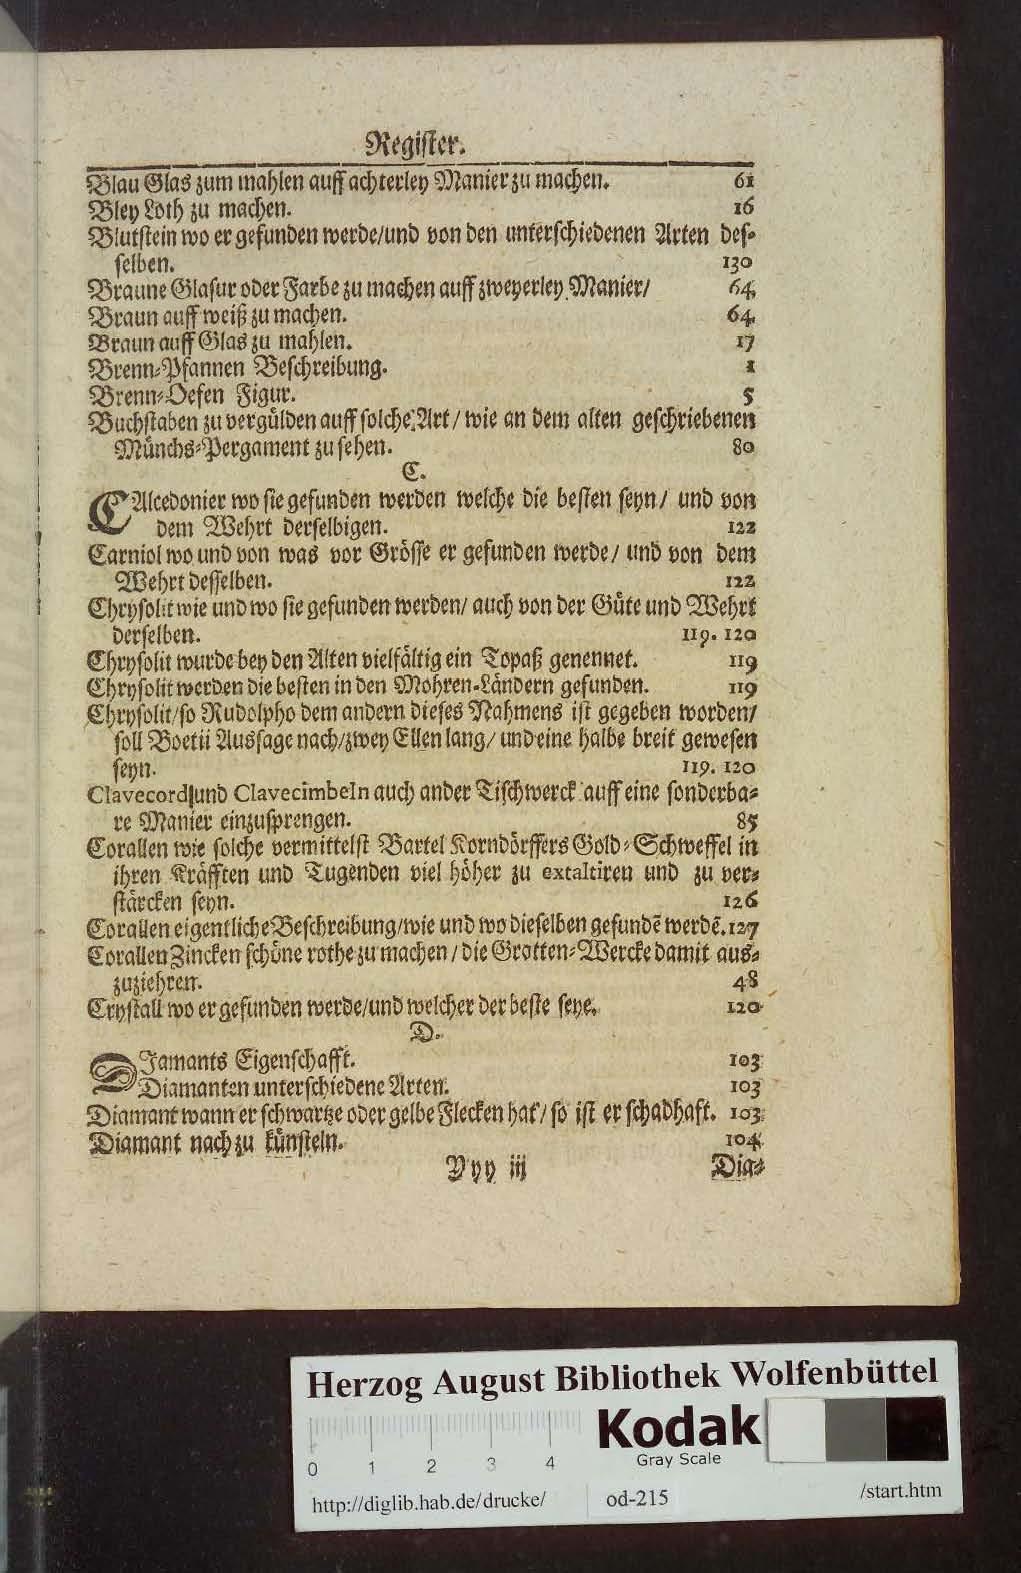 Register.
Blau Glas zum mahlen auff achterley Manier zu machen. 61
Bley Loth zu machen. 16
Blutstein wo er gefunden werde/und von den unterschiedenen Arten des-
selben. 130
Braune Glasur oder Farbe zu machen auff zweyerley Manier/ 64
Braun auff weiß zu machen. 64
Braun auff Glas zu mahlen. 17
Brenn-Pfannen Beschreibung. 1
Brenn-Oefen Figur. 5
Buchstaben zu vergülden auff solche Art/ wie an dem alten geschriebenen
Münchs-Pergament zu sehen. 80
C.
CAlcedonier wo sie gefunden werden welche die besten seyn/ und von
dem Wehrt derselbigen. 122
Carniol wo und von was vor Grösse er gefunden werde/ und von dem
Wehrt desselben. 122
Chrysolit wie und wo sie gefunden werden/ auch von der Güte und Wehrt
derselben. 119. 120
Chrysolit wurde bey den Alten vielfältig ein Topaß genennet. 119
Chrysolit werden die besten in den Mohren-Ländern gefunden. 119
Chrysolit/so Rudolpho dem andern dieses Nahmens ist gegeben worden/
soll Boetii Aussage nach/zwey Ellen lang/ und eine halbe breit gewesen
seyn. 119. 120
Clavecord und Clavecimbeln auch ander Tischwerck auff eine sonderba-
re Manier einzusprengen. 85
Corallen wie solche vermittelst Bartel Korndörffers Gold-Schweffel in
ihren Kräfften und Tugenden viel höher zu extaltiren und zu ver-
stärcken seyn. 126
Corallen eigentliche Beschreibung/wie und wo dieselben gefundẽ werdẽ. 127
Corallen Zincken schöne rothe zu machen/ die Grotten-Wercke damit aus-
zuziehren. 48
Crystall wo er gefunden werde/und welcher der beste seye. 120
D.
DIamants Eigenschafft. 103
Diamanten unterschiedene Arten. 103
Diamant wann er schwartze oder gelbe Flecken hat/ so ist er schadhaft. 103
Diamant nach zu künsteln. 104
Yyy iij Dia-
Herzog August Bibliothek Wolfenbüttel
Kodak
Gray Scale
0 1 2 3 4
http://diglib.hab.de/drucke/ od-215 /start.htm